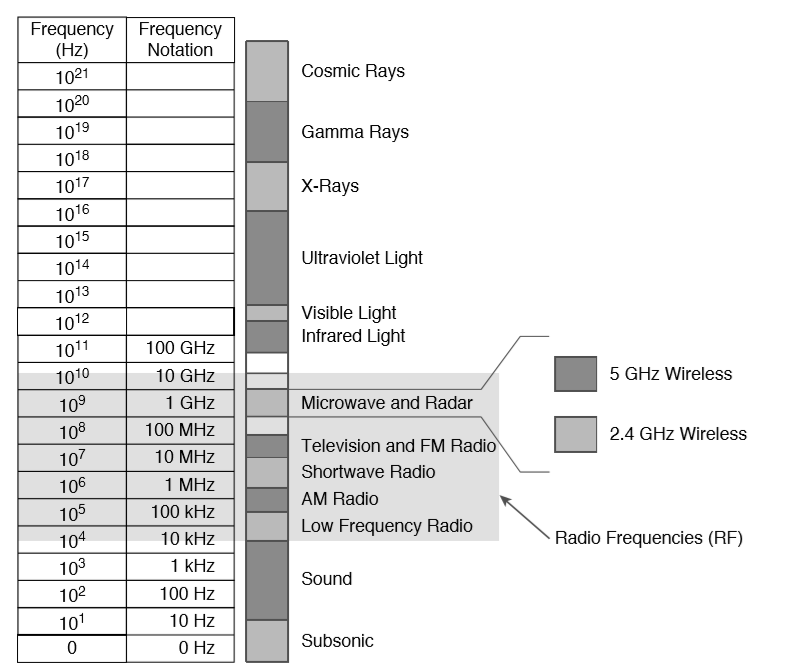 Frequency (Hz)
Frequency Notation
10²¹
10²⁰
10¹⁹
10¹⁸
10¹⁷
10¹⁶
10¹⁵
10¹⁴
10¹³
10¹²
10¹¹ 100 GHz
10¹⁰ 10 GHz
10⁹ 1 GHz
10⁸ 100 MHz
10⁷ 10 MHz
10⁶ 1 MHz
10⁵ 100 kHz
10⁴ 10 kHz
10³ 1 kHz
10² 100 Hz
10¹ 10 Hz
0 0 Hz
Cosmic Rays
Gamma Rays
X-Rays
Ultraviolet Light
Visible Light
Infrared Light
Microwave and Radar
Television and FM Radio
Shortwave Radio
AM Radio
Low Frequency Radio
Sound
Subsonic
5 GHz Wireless
2.4 GHz Wireless
Radio Frequencies (RF)